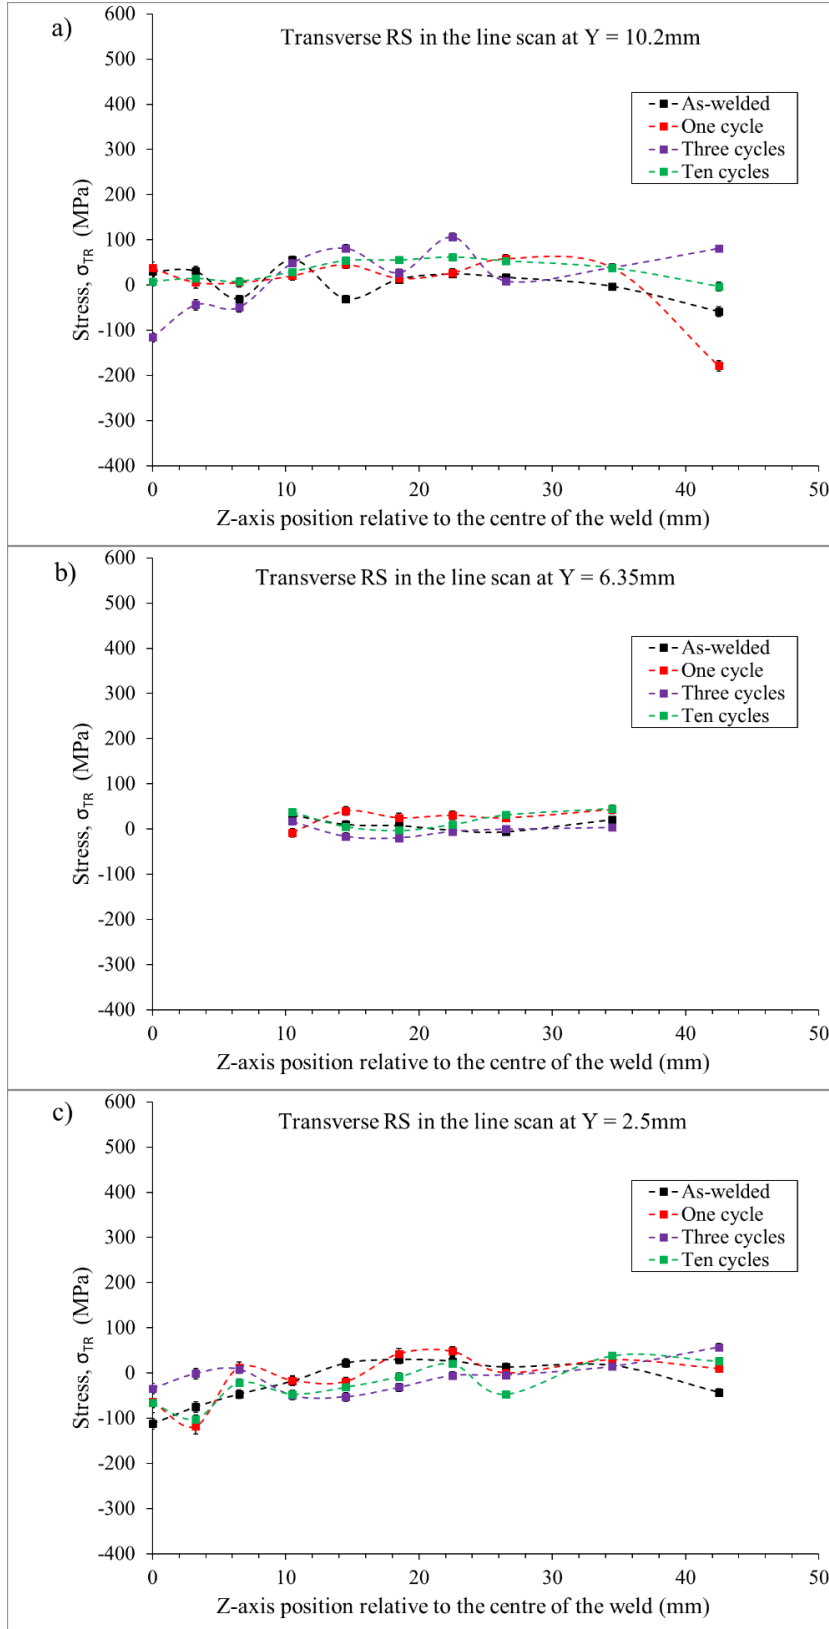 a)
Transverse RS in the line scan at Y = 10.2mm
600
500
400
300
200
100
0
-100
-200
-300
-400
Stress, σTR (MPa)
As-welded
One cycle
Three cycles
Ten cycles
0 10 20 30 40 50
Z-axis position relative to the centre of the weld (mm)
b)
Transverse RS in the line scan at Y = 6.35mm
600
500
400
300
200
100
0
-100
-200
-300
-400
Stress, σTR (MPa)
As-welded
One cycle
Three cycles
Ten cycles
0 10 20 30 40 50
Z-axis position relative to the centre of the weld (mm)
c)
Transverse RS in the line scan at Y = 2.5mm
600
500
400
300
200
100
0
-100
-200
-300
-400
Stress, σTR (MPa)
As-welded
One cycle
Three cycles
Ten cycles
0 10 20 30 40 50
Z-axis position relative to the centre of the weld (mm)